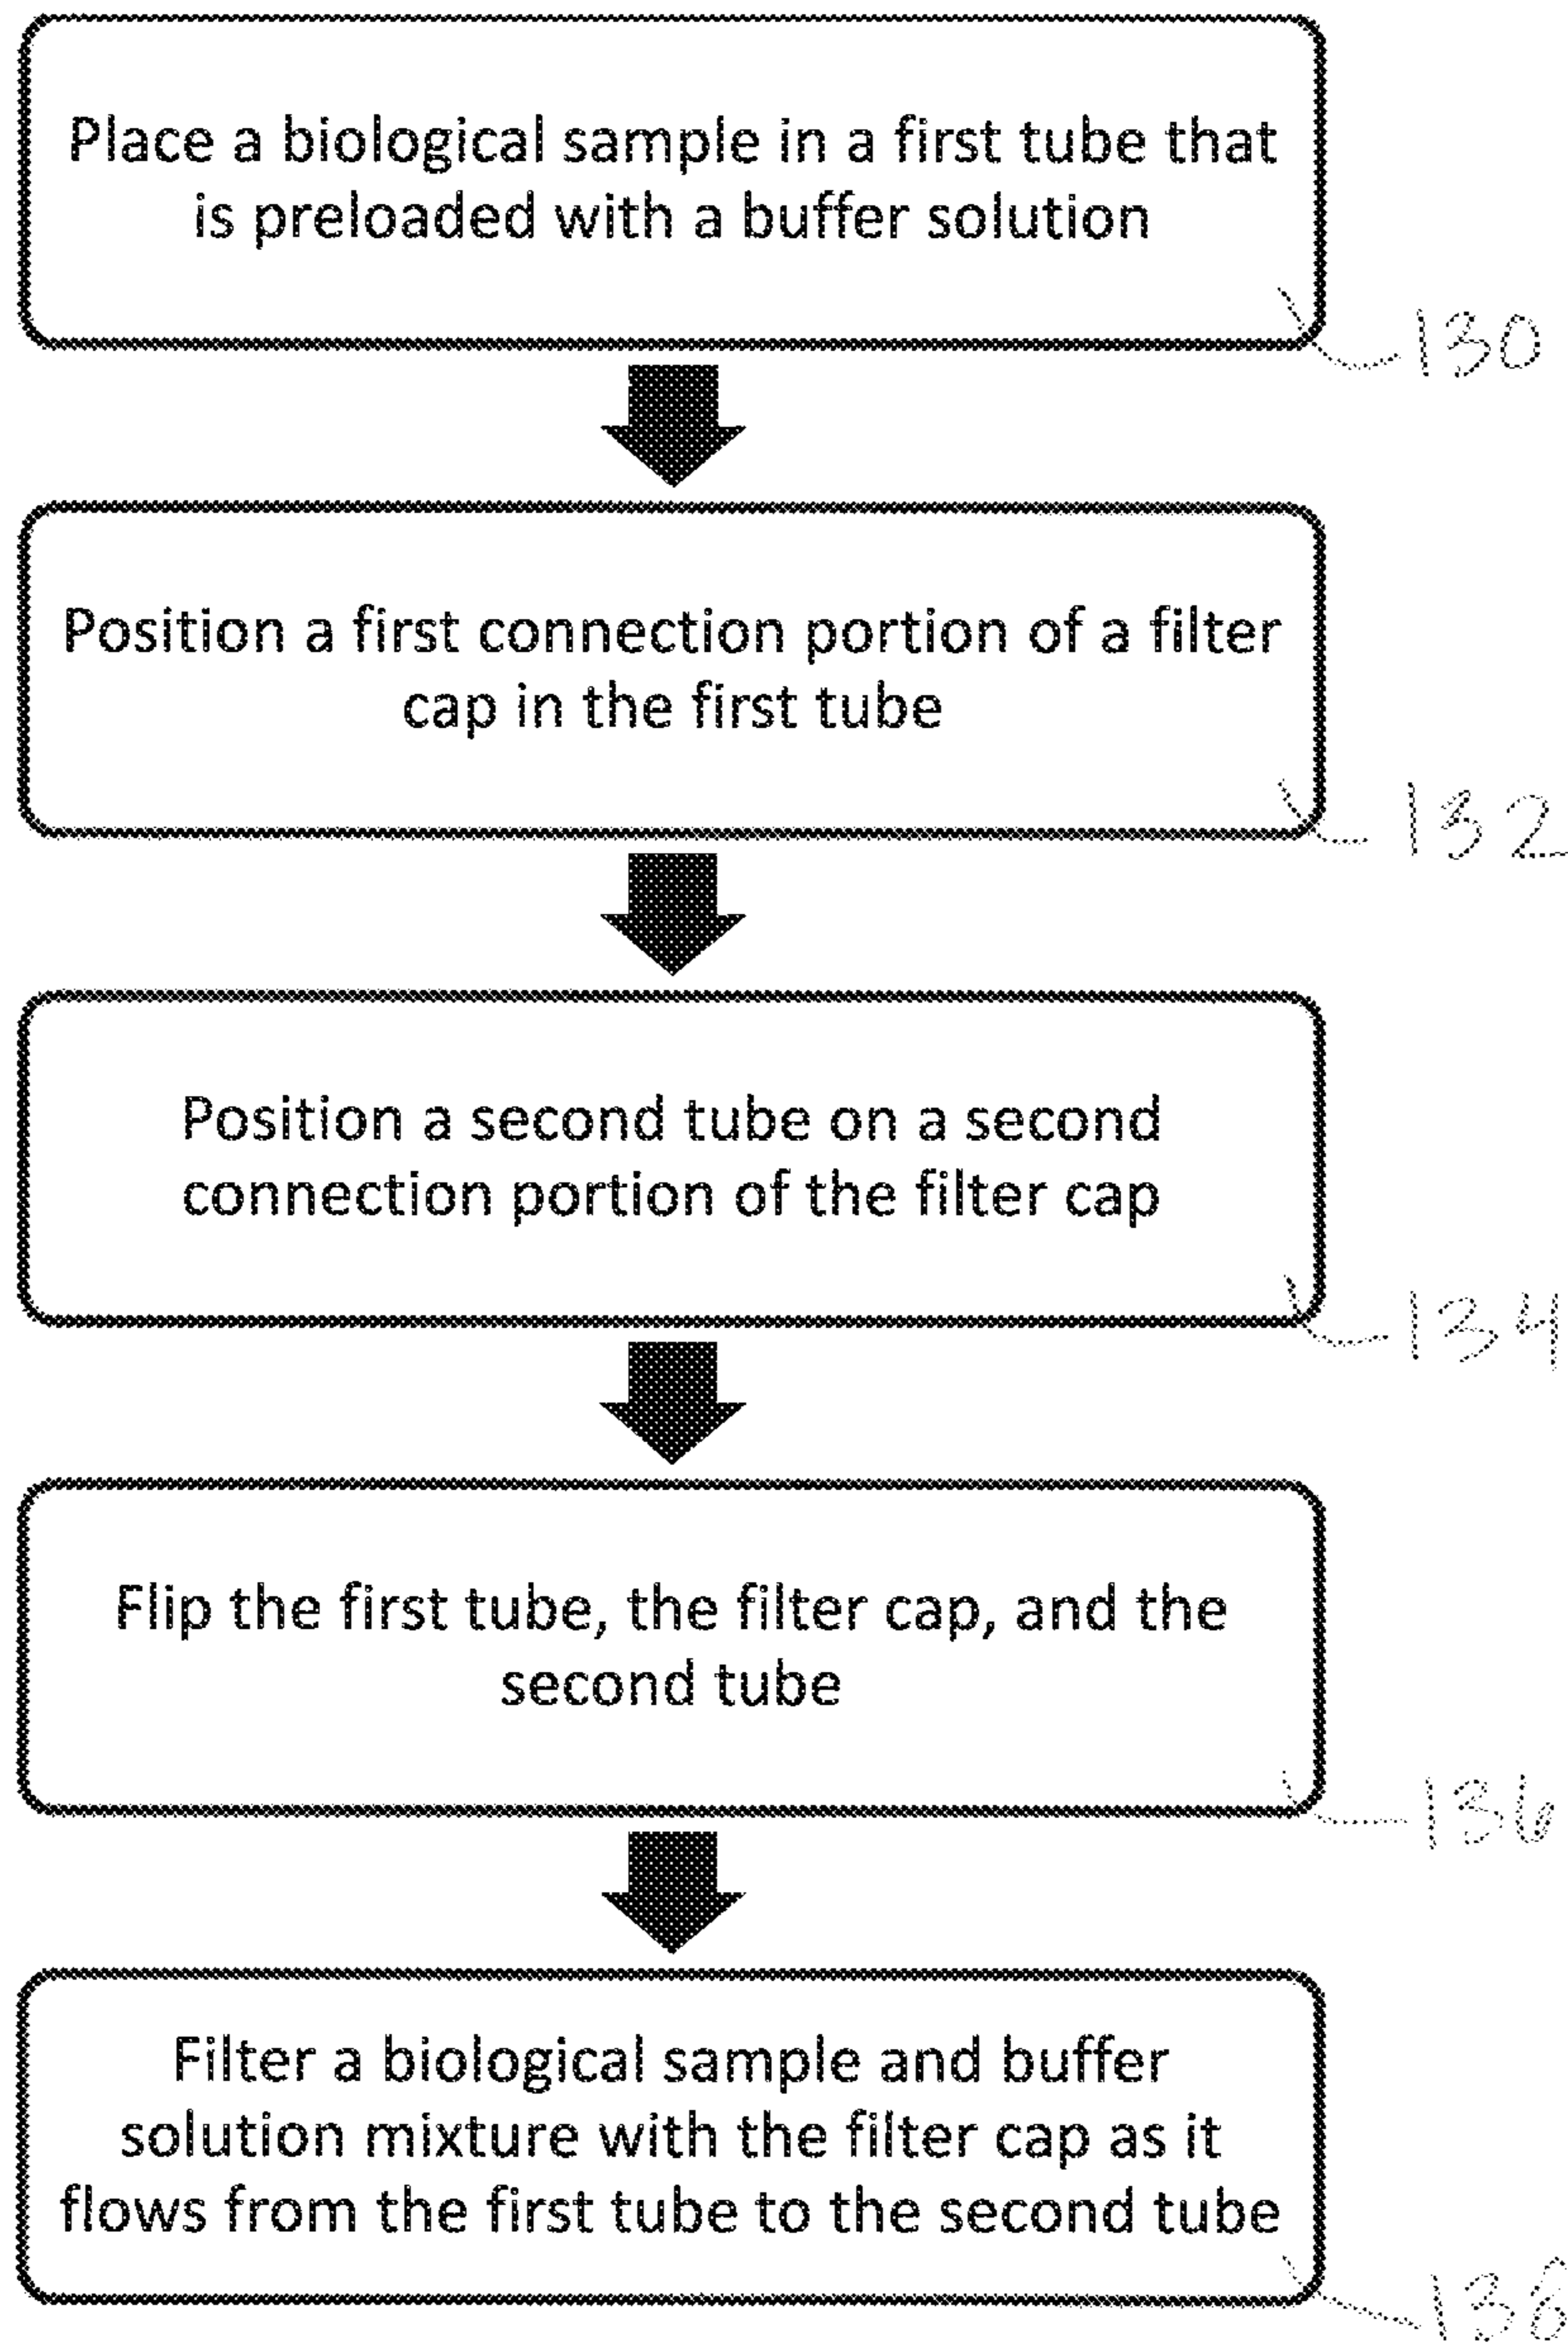 Place a biological sample in a first tube that
is preloaded with a buffer solution
130
Position a first connection portion of a filter
cap in the first tube
132
Position a second tube on a second
connection portion of the filter cap
134
Flip the first tube, the filter cap, and the
second tube
136
Filter a biological sample and buffer
solution mixture with the filter cap as it
flows from the first tube to the second tube
138